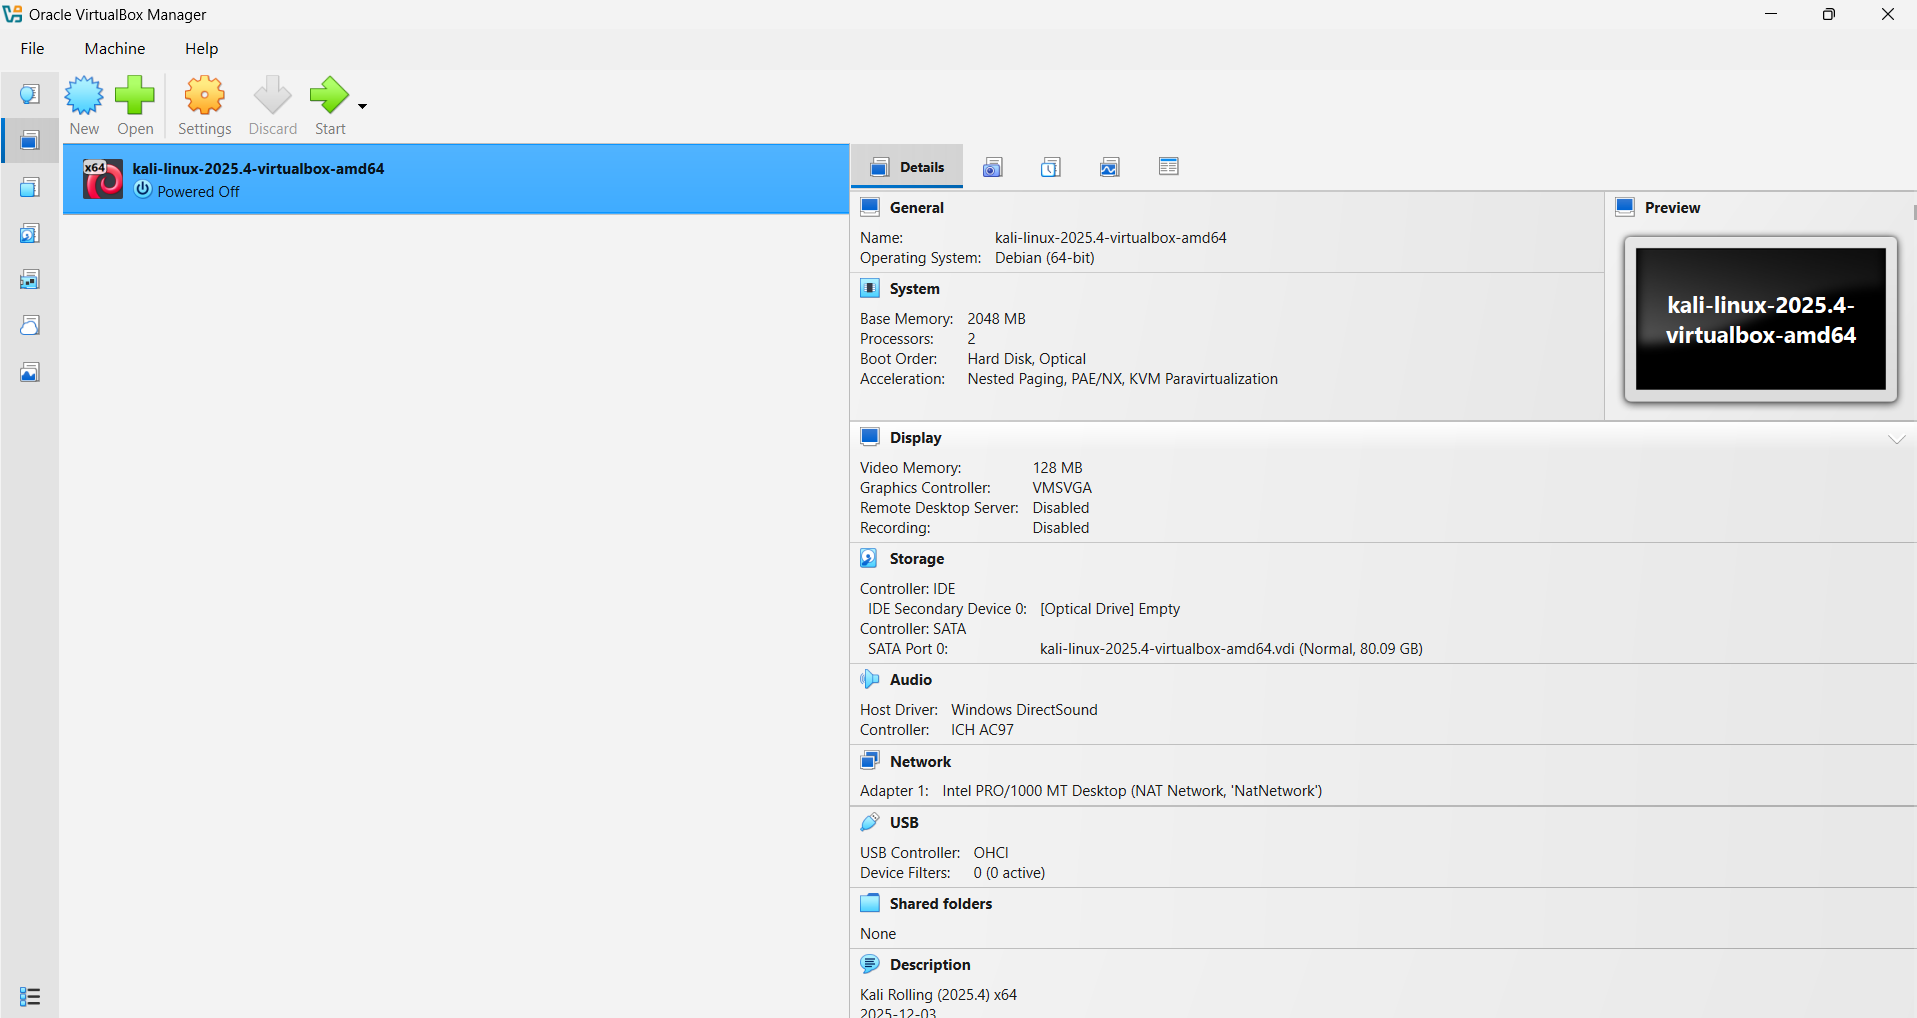 Oracle VirtualBox Manager
File Machine Help
New Open Settings Discard Start
x64 kali-linux-2025.4-virtualbox-amd64
Powered Off
Details
General
Name: kali-linux-2025.4-virtualbox-amd64
Operating System: Debian (64-bit)
Preview
kali-linux-2025.4-
virtualbox-amd64
System
Base Memory: 2048 MB
Processors: 2
Boot Order: Hard Disk, Optical
Acceleration: Nested Paging, PAE/NX, KVM Paravirtualization
Display
Video Memory: 128 MB
Graphics Controller: VMSVGA
Remote Desktop Server: Disabled
Recording: Disabled
Storage
Controller: IDE
IDE Secondary Device 0: [Optical Drive] Empty
Controller: SATA
SATA Port 0: kali-linux-2025.4-virtualbox-amd64.vdi (Normal, 80.09 GB)
Audio
Host Driver: Windows DirectSound
Controller: ICH AC97
Network
Adapter 1: Intel PRO/1000 MT Desktop (NAT Network, 'NatNetwork')
USB
USB Controller: OHCI
Device Filters: 0 (0 active)
Shared folders
None
Description
Kali Rolling (2025.4) x64
2025-12-03